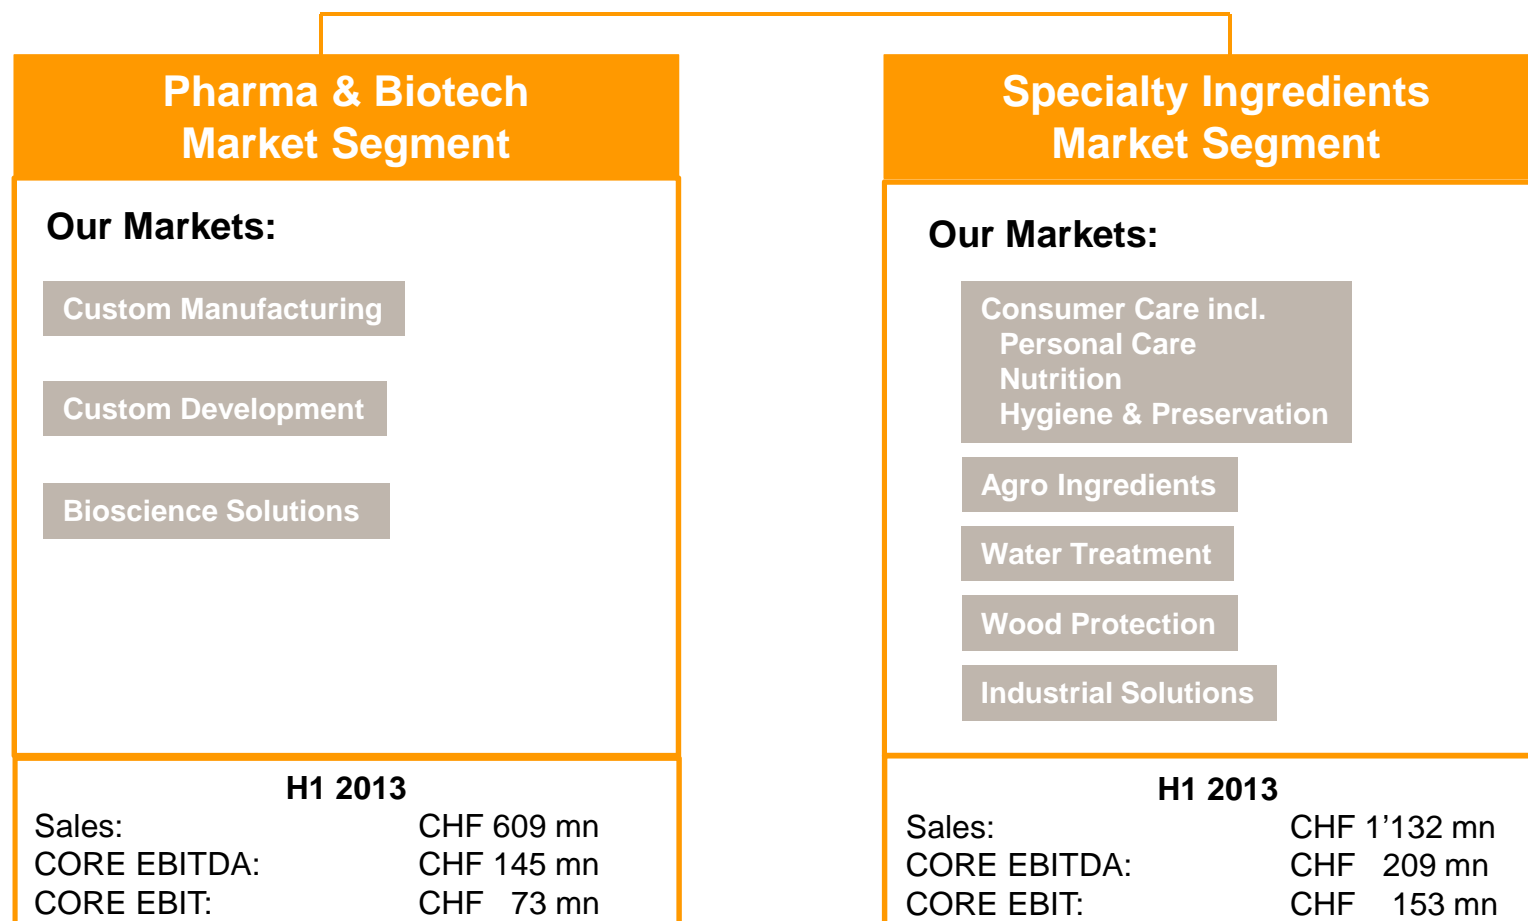 Pharma & Biotech
Market Segment
Our Markets:
Custom Manufacturing
Custom Development
Bioscience Solutions
H1 2013
Sales: CHF 609 mn
CORE EBITDA: CHF 145 mn
CORE EBIT: CHF 73 mn
Specialty Ingredients
Market Segment
Our Markets:
Consumer Care incl.
Personal Care
Nutrition
Hygiene & Preservation
Agro Ingredients
Water Treatment
Wood Protection
Industrial Solutions
H1 2013
Sales: CHF 1’132 mn
CORE EBITDA: CHF 209 mn
CORE EBIT: CHF 153 mn